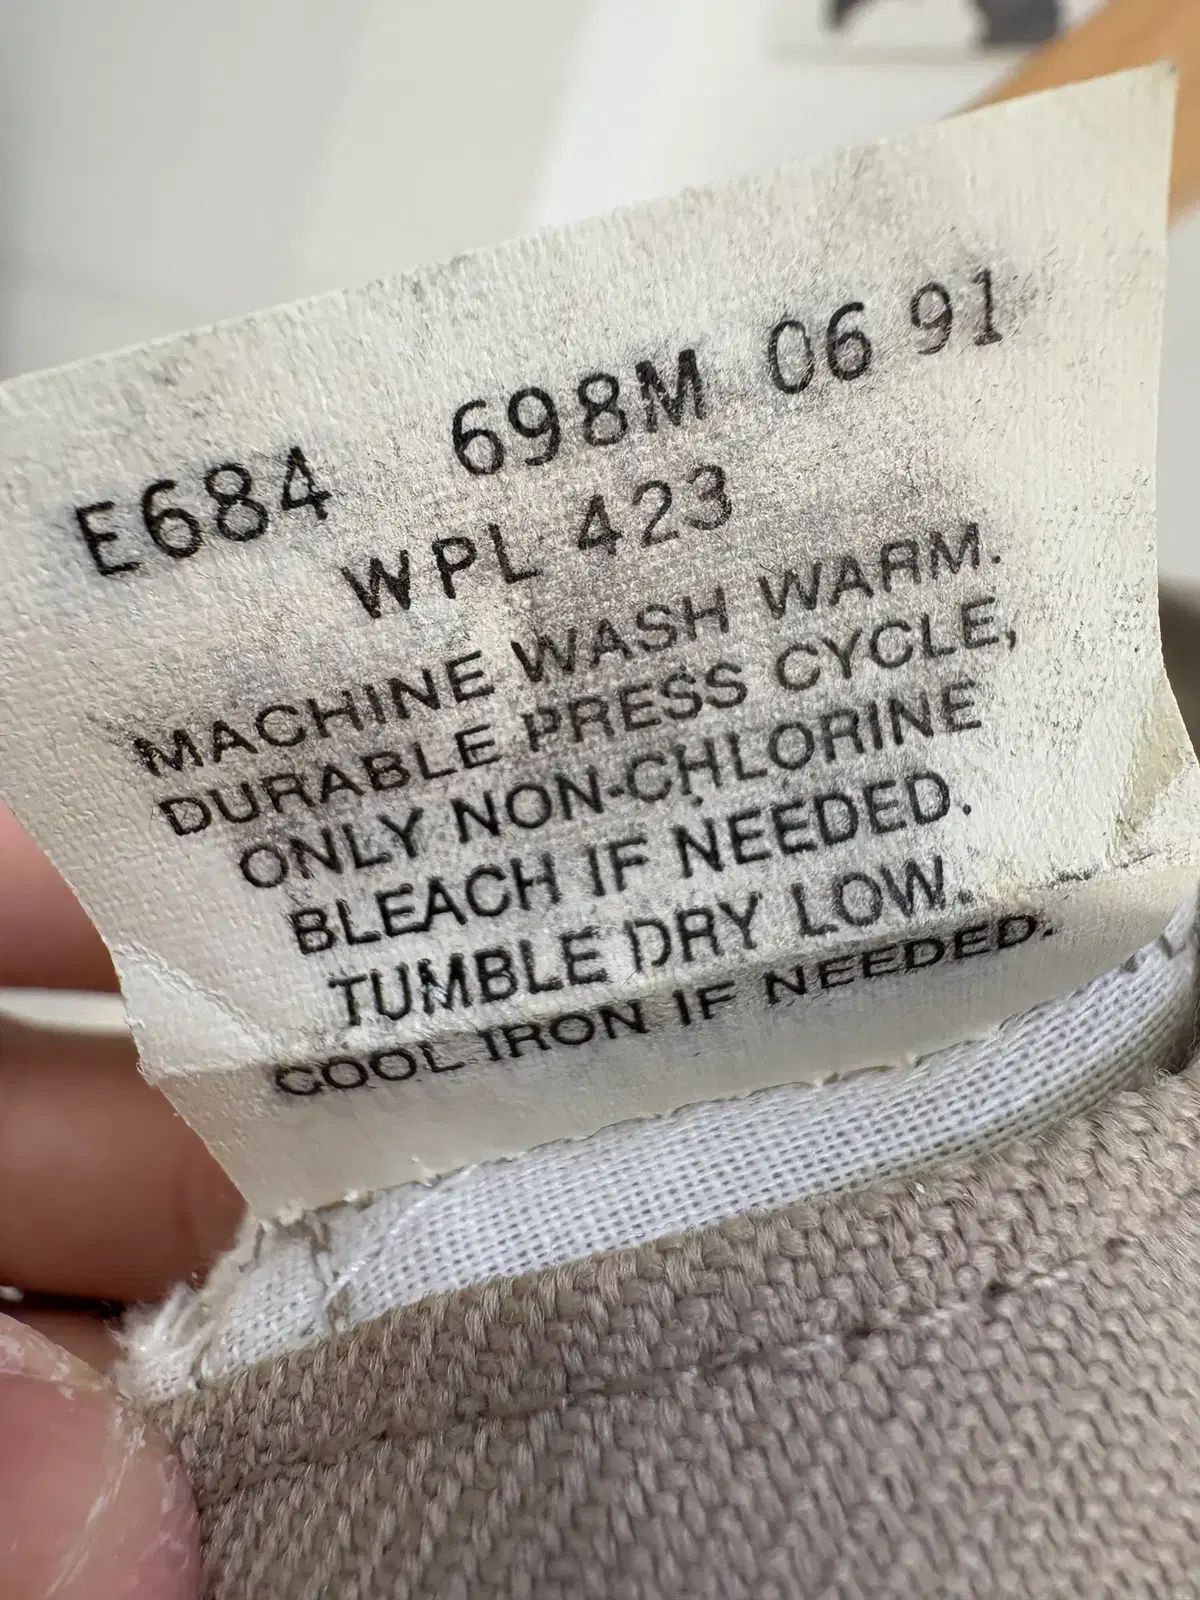 E684 698M 06 91
WPL 423
MACHINE WASH WARM.
DURABLE PRESS CYCLE,
ONLY NON-CHLORINE
BLEACH IF NEEDED.
TUMBLE DRY LOW.
COOL IRON IF NEEDED.